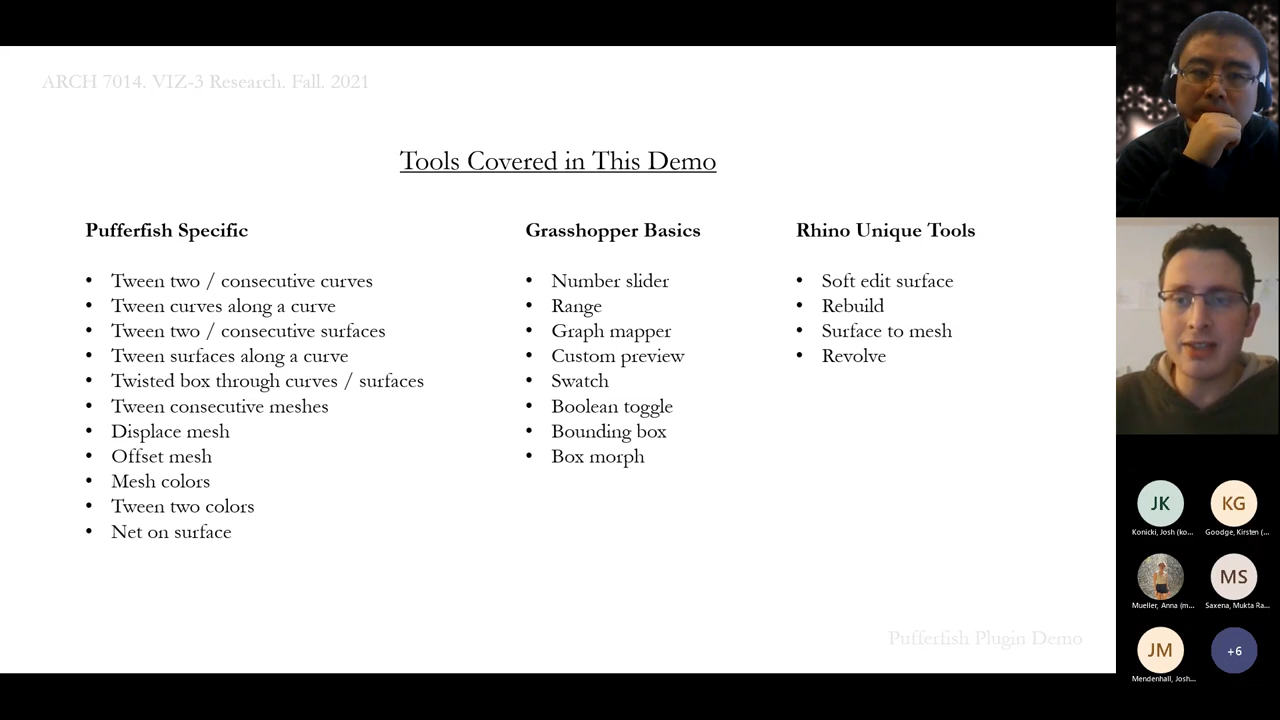 ARCH 7014. VIZ-3 Research. Fall. 2021
Tools Covered in This Demo
Pufferfish Specific
• Tween two / consecutive curves
• Tween curves along a curve
• Tween two / consecutive surfaces
• Tween surfaces along a curve
• Twisted box through curves / surfaces
• Tween consecutive meshes
• Displace mesh
• Offset mesh
• Mesh colors
• Tween two colors
• Net on surface
Grasshopper Basics
• Number slider
• Range
• Graph mapper
• Custom preview
• Swatch
• Boolean toggle
• Bounding box
• Box morph
Rhino Unique Tools
• Soft edit surface
• Rebuild
• Surface to mesh
• Revolve
Pufferfish Plugin Demo
JK
Konicki, Josh (ko...
KG
Goodge, Kirsten (...
Mueller, Anna (m...
MS
Saxena, Mukta Ra...
JM
Mendenhall, Josh...
+6